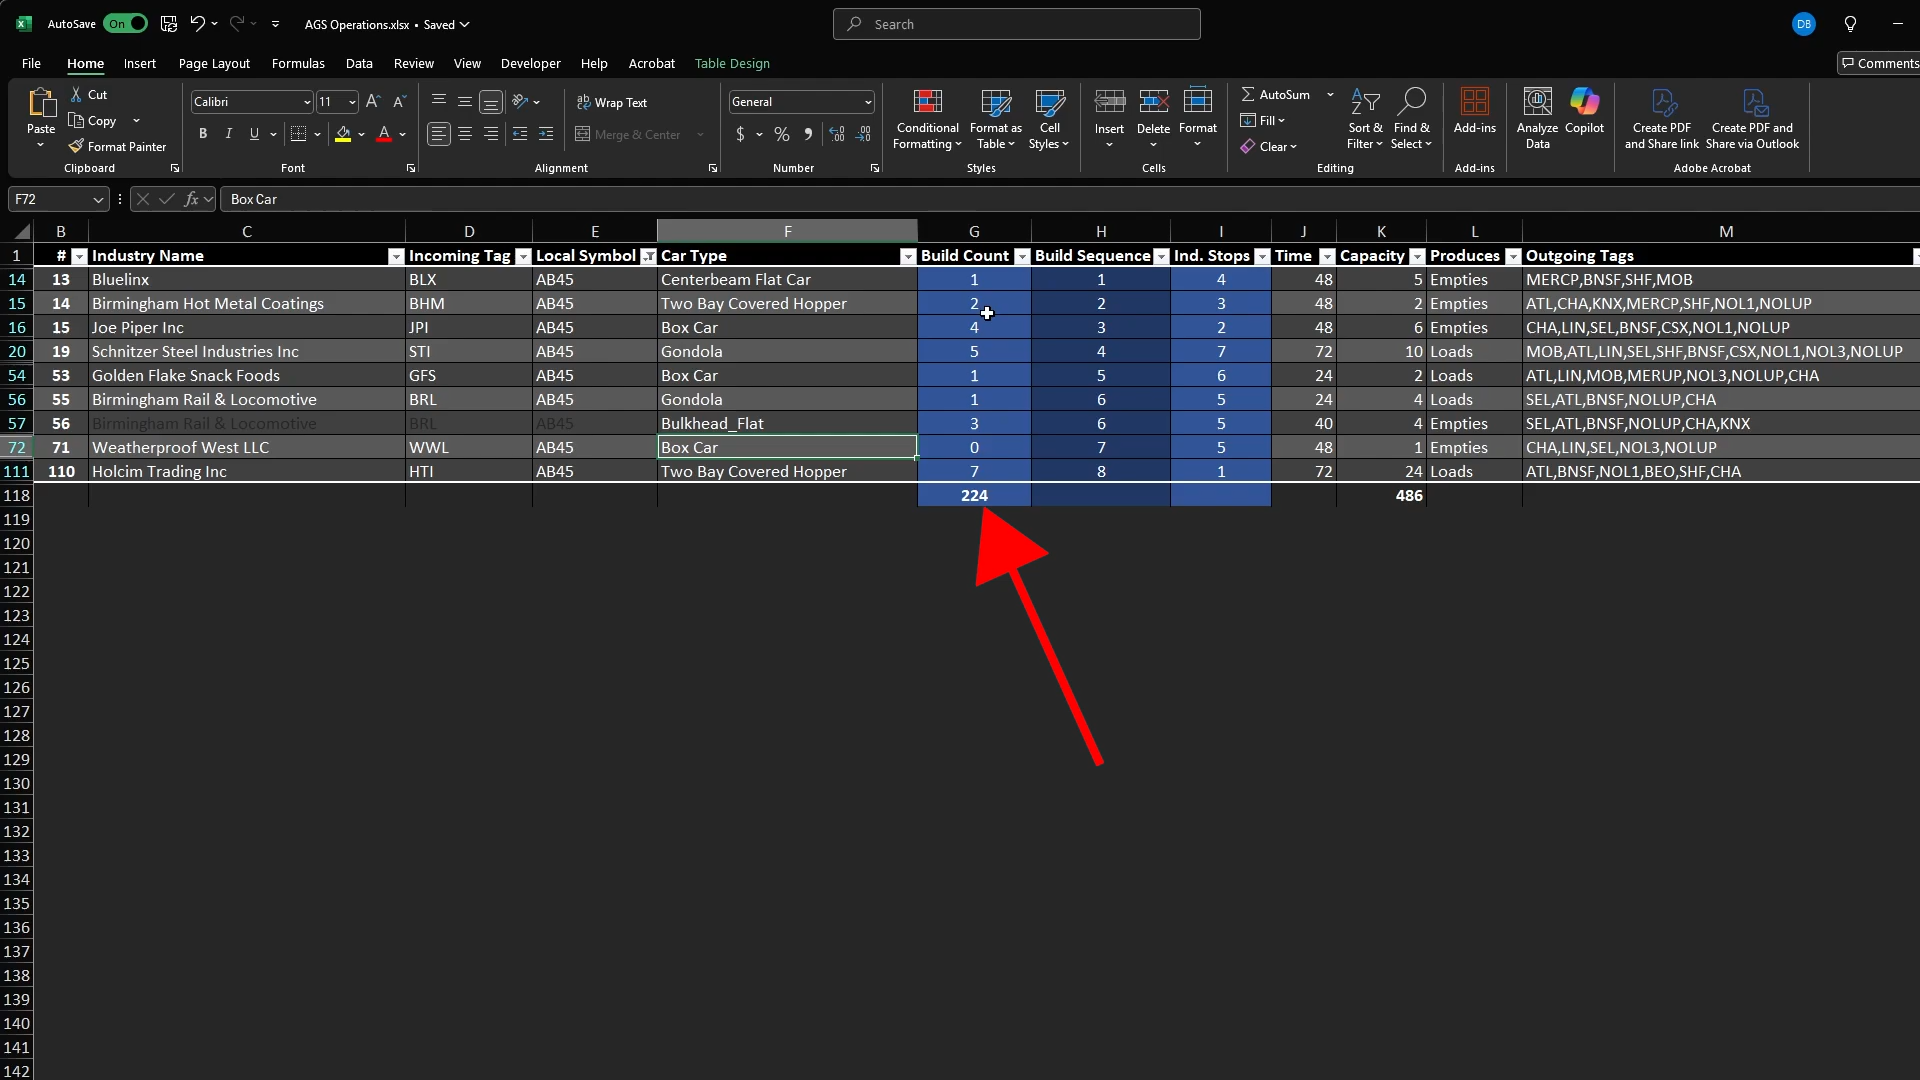 AutoSave On AGS Operations.xlsx • Saved Search DB
File Home Insert Page Layout Formulas Data Review View Developer Help Acrobat Table Design Comments
Paste Cut Copy Format Painter Clipboard
Calibri 11 A A B I U A Font
Wrap Text Merge & Center Alignment
General $ % Number
Conditional Formatting Format as Table Cell Styles Styles
Insert Delete Format Cells
AutoSum Fill Clear Sort & Filter Find & Select Editing
Add-ins Add-ins
Analyze Data Copilot
Create PDF and Share link Create PDF and Share via Outlook Adobe Acrobat
F72 fx Box Car
B C D E F G H I J K L M
1 # Industry Name Incoming Tag Local Symbol Car Type Build Count Build Sequence Ind. Stops Time Capacity Produces Outgoing Tags
14 13 Bluelinx BLX AB45 Centerbeam Flat Car 1 1 4 48 5 Empties MERCP,BNSF,SHF,MOB
15 14 Birmingham Hot Metal Coatings BHM AB45 Two Bay Covered Hopper 2 2 3 48 2 Empties ATL,CHA,KNX,MERCP,SHF,NOL1,NOLUP
16 15 Joe Piper Inc JPI AB45 Box Car 4 3 2 48 6 Empties CHA,LIN,SEL,BNSF,CSX,NOL1,NOLUP
20 19 Schnitzer Steel Industries Inc STI AB45 Gondola 5 4 7 72 10 Loads MOB,ATL,LIN,SEL,SHF,BNSF,CSX,NOL1,NOL3,NOLUP
54 53 Golden Flake Snack Foods GFS AB45 Box Car 1 5 6 24 2 Loads ATL,LIN,MOB,MERUP,NOL3,NOLUP,CHA
56 55 Birmingham Rail & Locomotive BRL AB45 Gondola 1 6 5 24 4 Loads SEL,ATL,BNSF,NOLUP,CHA
57 56 Birmingham Rail & Locomotive BRL AB45 Bulkhead_Flat 3 6 5 40 4 Empties SEL,ATL,BNSF,NOLUP,CHA,KNX
72 71 Weatherproof West LLC WWL AB45 Box Car 0 7 5 48 1 Empties CHA,LIN,SEL,NOL3,NOLUP
111 110 Holcim Trading Inc HTI AB45 Two Bay Covered Hopper 7 8 1 72 24 Loads ATL,BNSF,NOL1,BEO,SHF,CHA
118 224 486
119
120
121
122
123
124
125
126
127
128
129
130
131
132
133
134
135
136
137
138
139
140
141
142